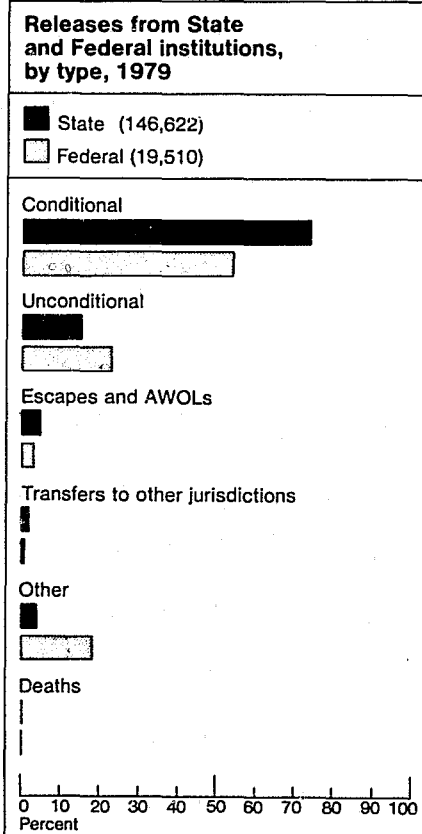 Releases from State
and Federal institutions,
by type, 1979
State (146,622)
Federal (19,510)
Conditional
Unconditional
Escapes and AWOLs
Transfers to other jurisdictions
Other
Deaths
0 10 20 30 40 50 60 70 80 90 100
Percent